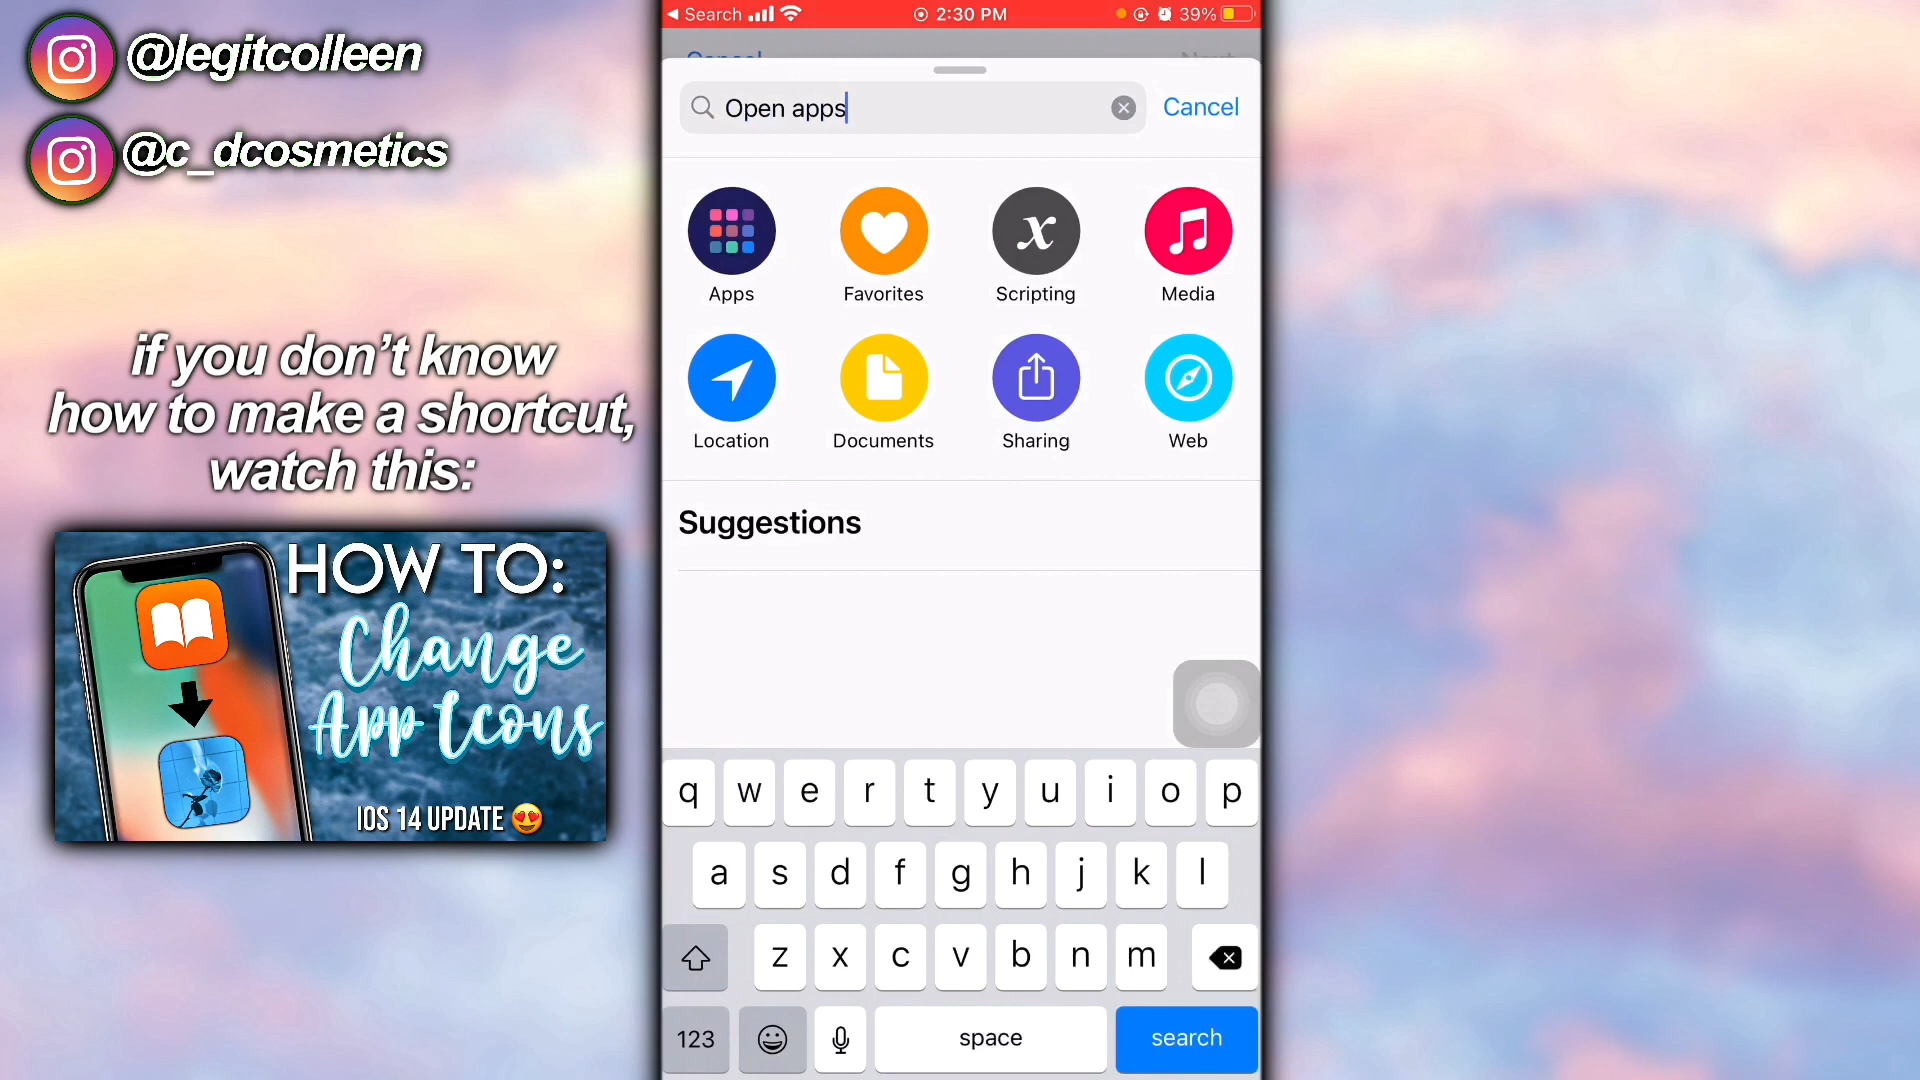 @legitcolleen
@c_dcosmetics
if you don't know
how to make a shortcut,
watch this:
HOW TO:
Change
App Icons
IOS 14 UPDATE 😍
Search 2:30 PM 39%
Cancel Next
Open apps Cancel
Apps Favorites Scripting Media
Location Documents Sharing Web
Suggestions
q w e r t y u i o p
a s d f g h j k l
z x c v b n m
123 space search